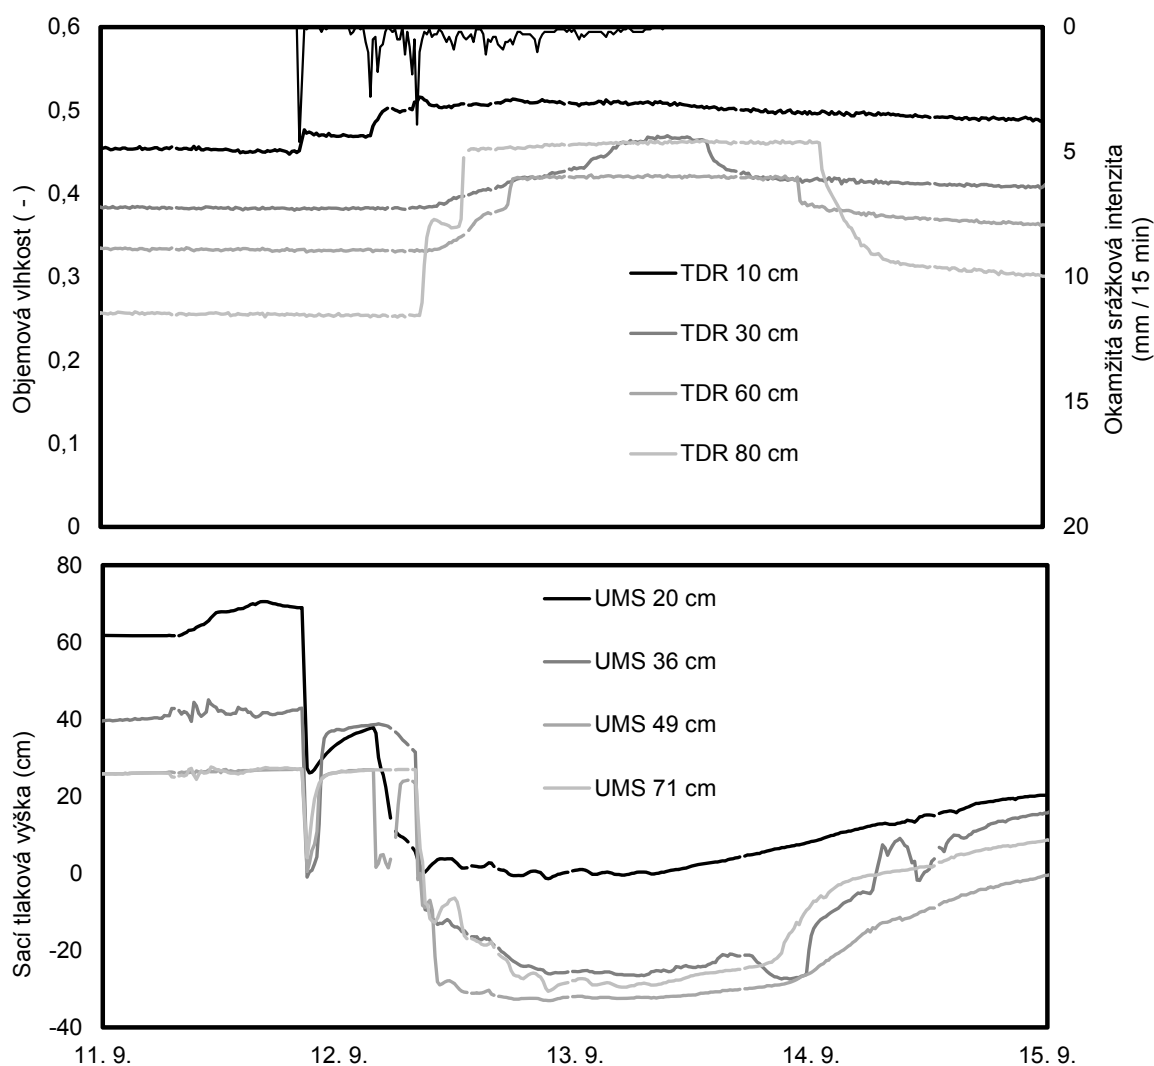 0,6
0,5
0,4
0,3
0,2
0,1
0
Objemová vlhkost ( - )
0
5
10
15
20
Okamžitá srážková intenzita
(mm / 15 min)
TDR 10 cm
TDR 30 cm
TDR 60 cm
TDR 80 cm
80
60
40
20
0
-20
-40
Sací tlaková výška (cm)
UMS 20 cm
UMS 36 cm
UMS 49 cm
UMS 71 cm
11. 9.
12. 9.
13. 9.
14. 9.
15. 9.